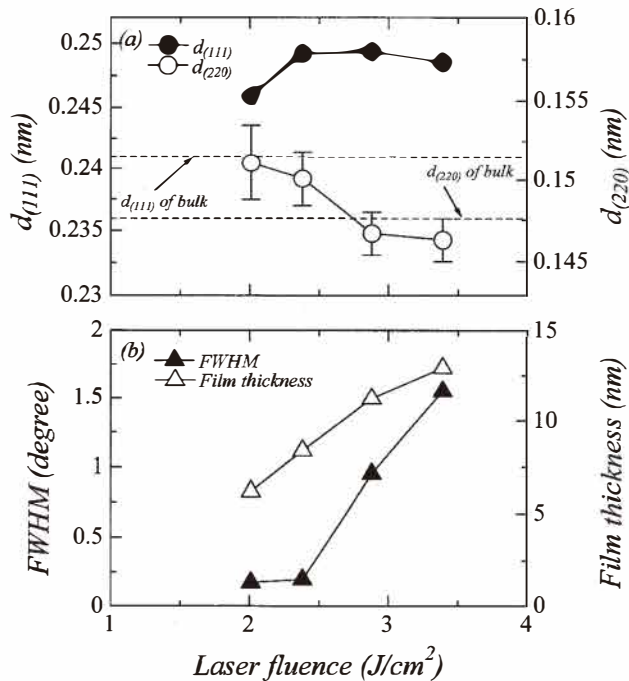 (a)
d(111)
d(220)
0.25
0.245
0.24
0.235
0.23
d(111) (nm)
0.16
0.155
0.15
0.145
d(220) (nm)
d(111) of bulk
d(220) of bulk
(b)
FWHM
Film thickness
2
1.5
1
0.5
0
FWHM (degree)
15
10
5
0
Film thickness (nm)
1
2
3
4
Laser fluence (J/cm2)